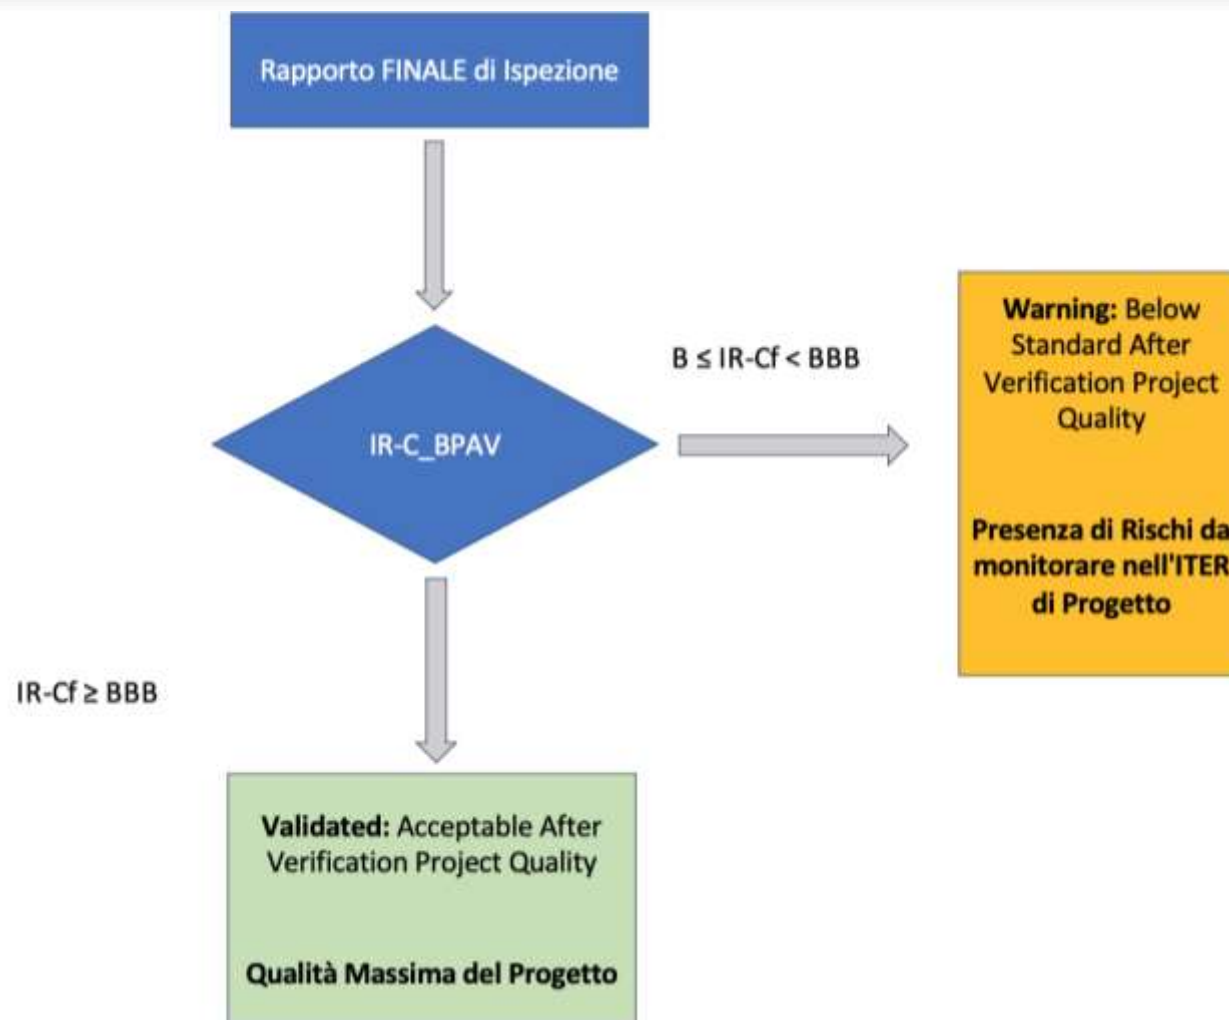 Rapporto FINALE di Ispezione
B ≤ IR-Cf < BBB
Warning: Below
Standard After
Verification Project
Quality
IR-C_BPAV
Presenza di Rischi da
monitorare nell'ITER
di Progetto
IR-Cf ≥ BBB
Validated: Acceptable After
Verification Project Quality
Qualità Massima del Progetto